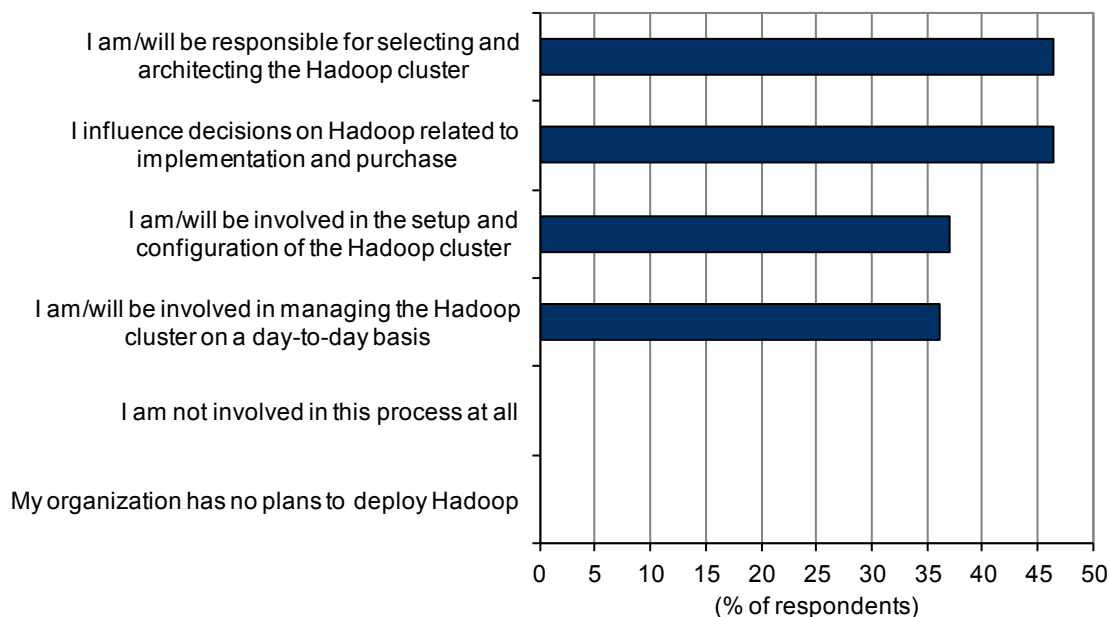 I am/will be responsible for selecting and
architecting the Hadoop cluster
I influence decisions on Hadoop related to
implementation and purchase
I am/will be involved in the setup and
configuration of the Hadoop cluster
I am/will be involved in managing the Hadoop
cluster on a day-to-day basis
I am not involved in this process at all
My organization has no plans to deploy Hadoop
0 5 10 15 20 25 30 35 40 45 50
(% of respondents)